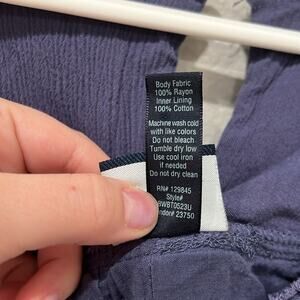 Body Fabric
100% Rayon
Inner Lining
100% Cotton
Machine wash cold
with like colors
Do not bleach
Tumble dry low
Use cool iron
if needed
Do not dry clean
RN# 129845
Style#
BWBT0523U
Vendor# 23750